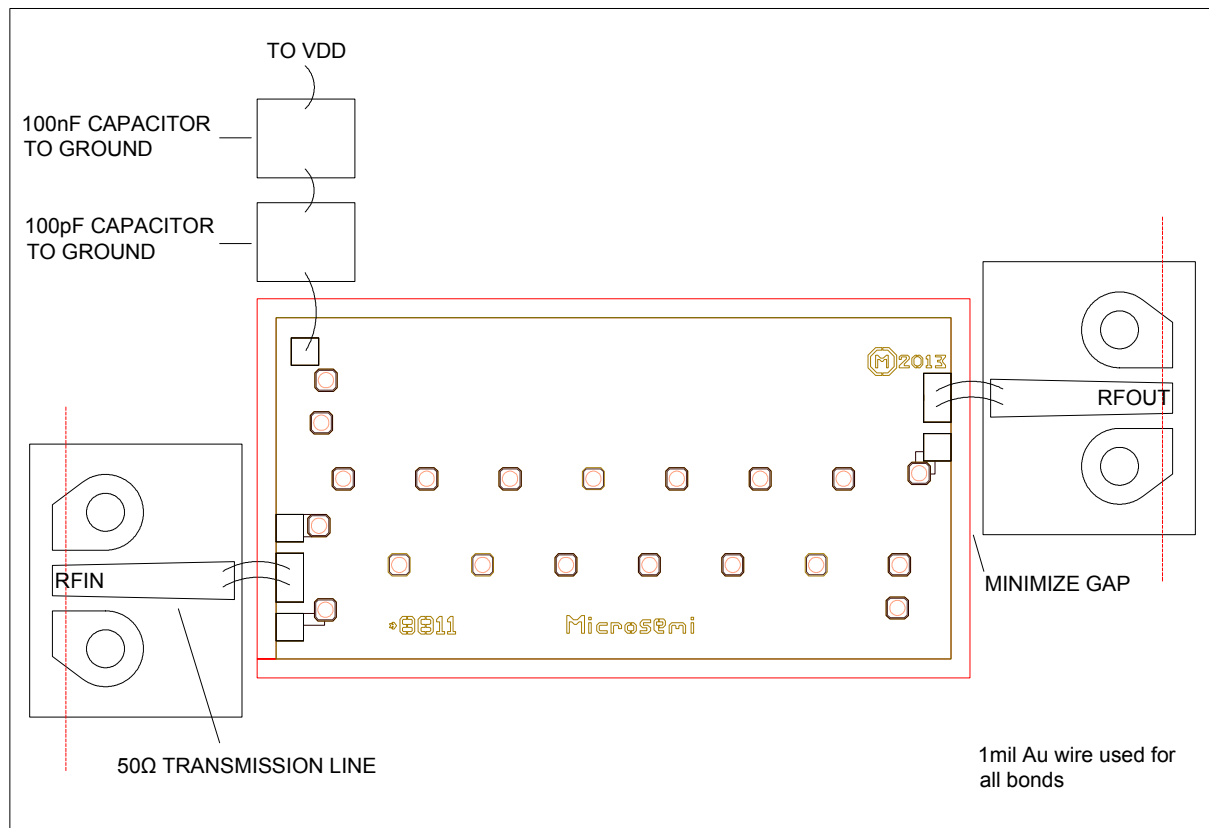 TO VDD
100nF CAPACITOR
TO GROUND
100pF CAPACITOR
TO GROUND
M 2013
RFOUT
RFIN
MINIMIZE GAP
8811
Microsemi
50Ω TRANSMISSION LINE
1mil Au wire used for
all bonds